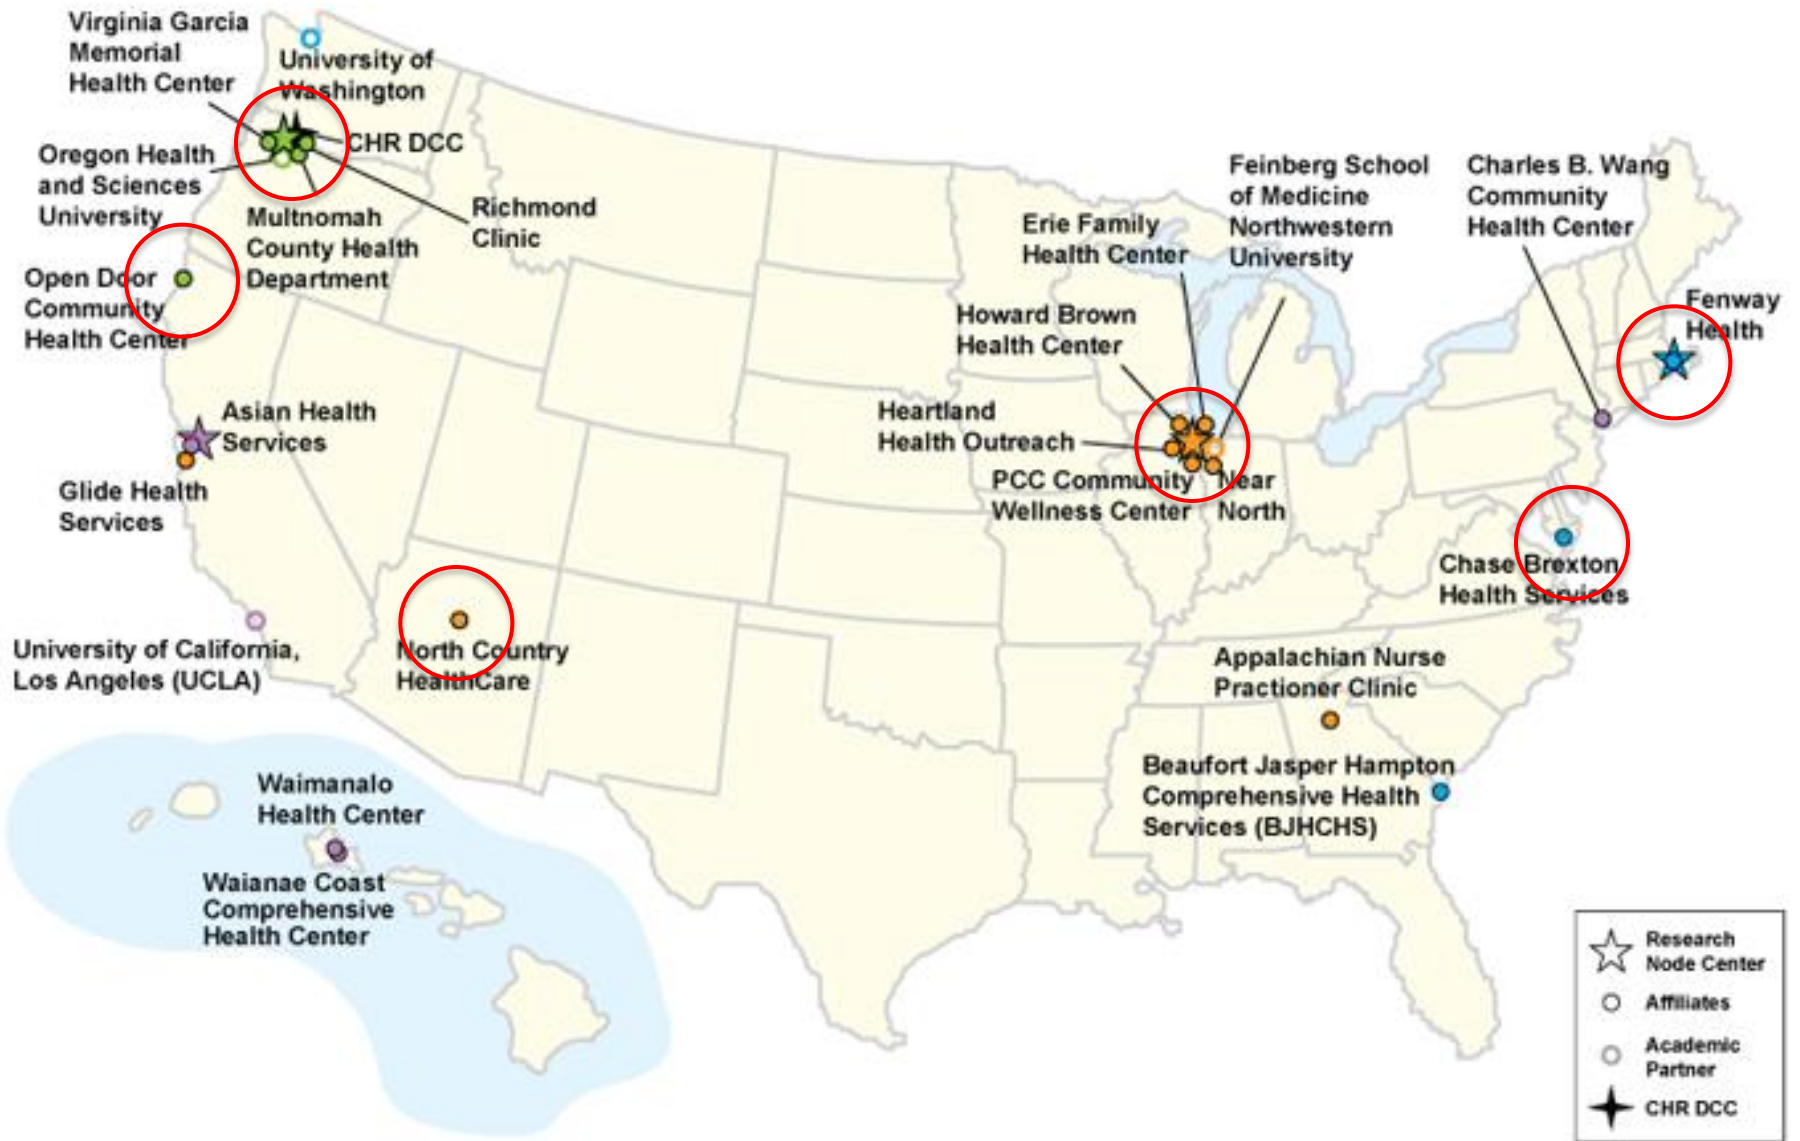 Virginia Garcia
Memorial
Health Center
University of
Washington
CHR DCC
Oregon Health
and Sciences
University
Multnomah
County Health
Department
Richmond
Clinic
Open Door
Community
Health Center
Asian Health
Services
Glide Health
Services
University of California,
Los Angeles (UCLA)
North Country
HealthCare
Erie Family
Health Center
Feinberg School
of Medicine
Northwestern
University
Charles B. Wang
Community
Health Center
Howard Brown
Health Center
Heartland
Health Outreach
PCC Community
Wellness Center
Near
North
Fenway
Health
Chase Brexton
Health Services
Appalachian Nurse
Practioner Clinic
Beaufort Jasper Hampton
Comprehensive Health
Services (BJHCHS)
Waimanalo
Health Center
Waianae Coast
Comprehensive
Health Center
Research
Node Center
Affiliates
Academic
Partner
CHR DCC